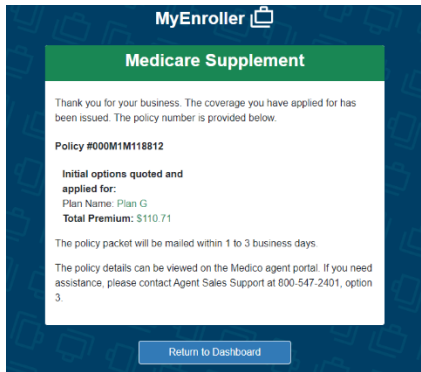 MyEnroller
Medicare Supplement
Thank you for your business. The coverage you have applied for has
been issued. The policy number is provided below.
Policy #000M1M118812
Initial options quoted and
applied for:
Plan Name: Plan G
Total Premium: $110.71
The policy packet will be mailed within 1 to 3 business days.
The policy details can be viewed on the Medico agent portal. If you need
assistance, please contact Agent Sales Support at 800-547-2401, option
3.
Return to Dashboard